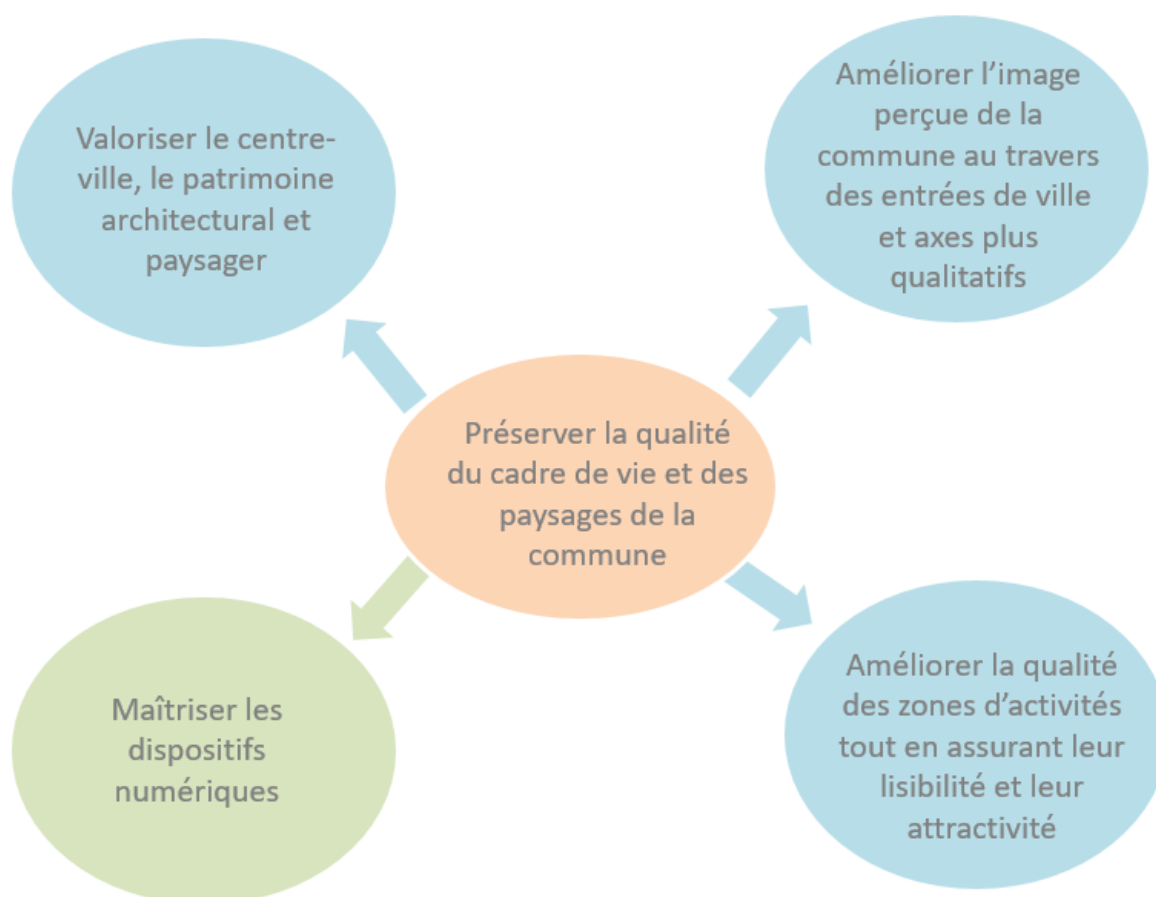 Valoriser le centre-
ville, le patrimoine
architectural et
paysager
Améliorer l’image
perçue de la
commune au travers
des entrées de ville
et axes plus
qualitatifs
Préserver la qualité
du cadre de vie et des
paysages de la
commune
Maîtriser les
dispositifs
numériques
Améliorer la qualité
des zones d’activités
tout en assurant leur
lisibilité et leur
attractivité